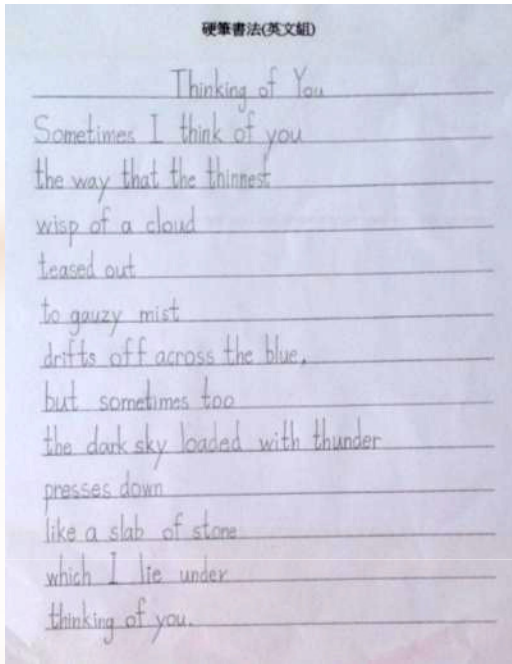 硬筆書法(英文組)
Thinking of You
Sometimes I think of you
the way that the thinnest
wisp of a cloud
teased out
to gauzy mist
drifts off across the blue,
but sometimes too
the dark sky loaded with thunder
presses down
like a slab of stone
which I lie under
thinking of you.